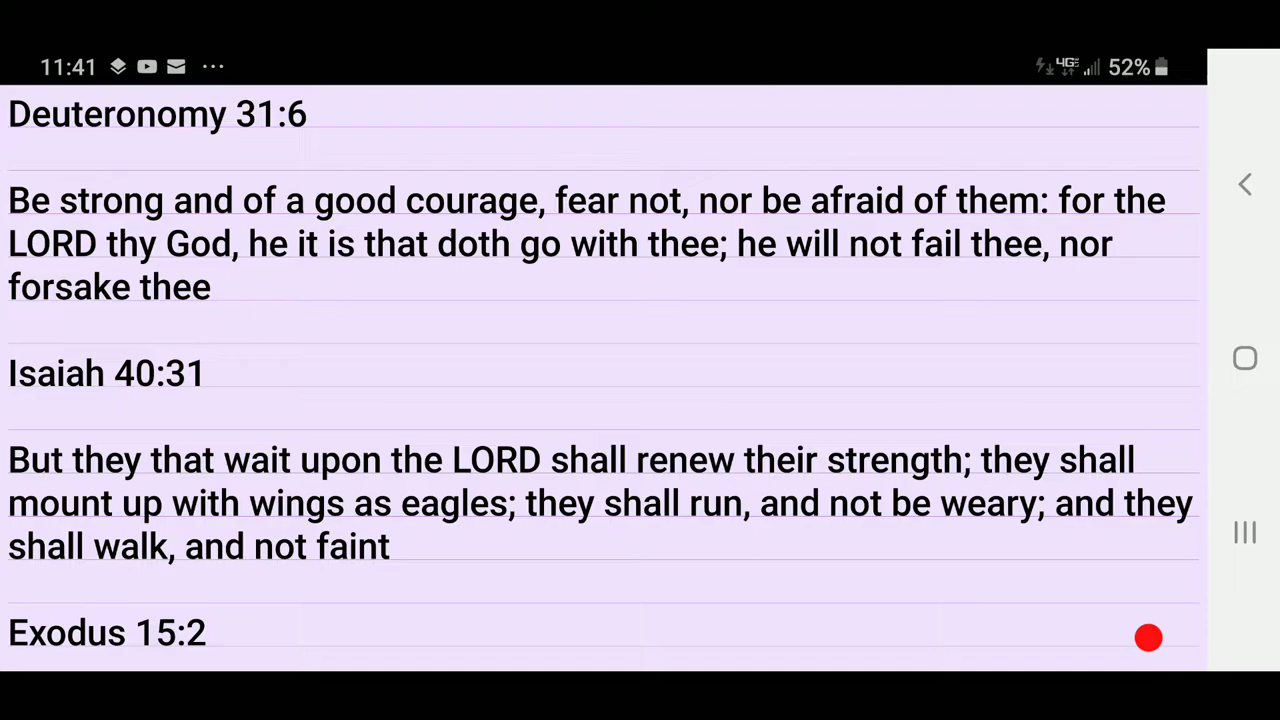 11:41 ... 4GE 52%
Deuteronomy 31:6
Be strong and of a good courage, fear not, nor be afraid of them: for the
LORD thy God, he it is that doth go with thee; he will not fail thee, nor
forsake thee
Isaiah 40:31
But they that wait upon the LORD shall renew their strength; they shall
mount up with wings as eagles; they shall run, and not be weary; and they
shall walk, and not faint
Exodus 15:2